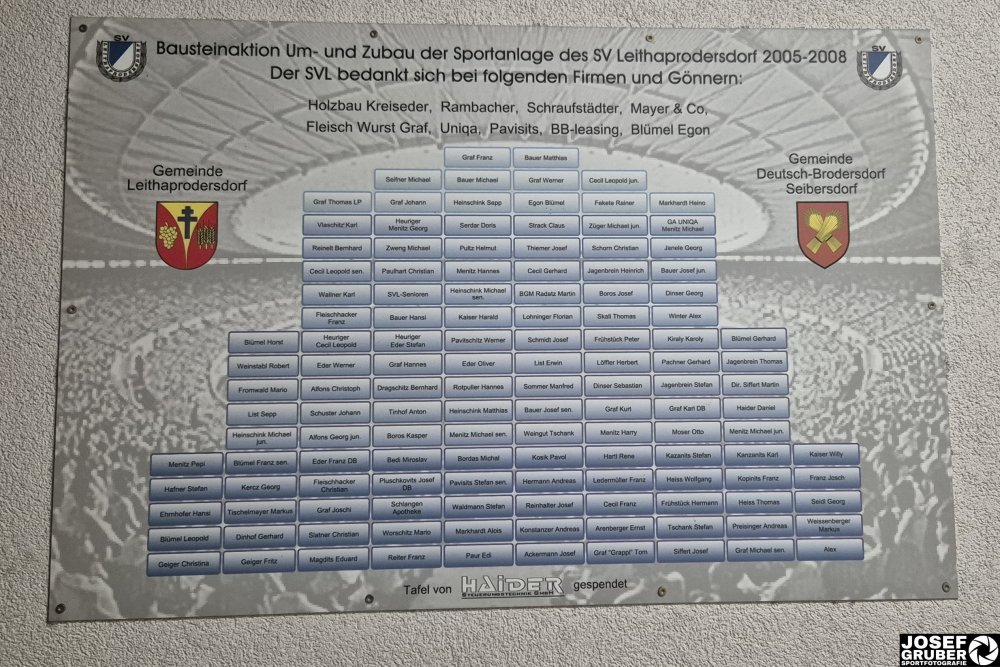 SV
SV
Bausteinaktion Um- und Zubau der Sportanlage des SV Leithaprodersdorf 2005-2008
Der SVL bedankt sich bei folgenden Firmen und Gönnern:
Holzbau Kreiseder, Rambacher, Schraufstädter, Mayer & Co,
Fleisch Wurst Graf, Uniqa, Pavisits, BB-leasing, Blümel Egon
Gemeinde
Leithaprodersdorf
Gemeinde
Deutsch-Brodersdorf
Seibersdorf
Graf Franz Bauer Matthias
Seifner Michael Bauer Michael Graf Werner Cecil Leopold jun.
Graf Thomas LP Graf Johann Heinschink Sepp Egon Blümel Fekete Rainer Markhardt Heino
Vlaschitz Karl Heuriger Menitz Georg Serdar Doris Strack Claus Züger Michael jun. GA UNIQA Menitz Michael
Reinelt Bernhard Zweng Michael Pultz Helmut Thiemer Josef Schorn Christian Janele Georg
Cecil Leopold sen. Paulhart Christian Menitz Hannes Cecil Gerhard Jagenbrein Heinrich Bauer Josef jun.
Wallner Karl SVL-Senioren Heinschink Michael sen. BGM Radatz Martin Boros Josef Dinser Georg
Fleischhacker Franz Bauer Hansi Kaiser Harald Lohninger Florian Skall Thomas Winter Alex
Blümel Horst Heuriger Cecil Leopold Heuriger Eder Stefan Pavitschitz Werner Schmidt Josef Frühstück Peter Kiraly Karoly Blümel Gerhard
Weinstabl Robert Eder Werner Graf Hannes Eder Oliver List Erwin Löffler Herbert Pachner Gerhard Jagenbrein Thomas
Fromwald Mario Alfons Christoph Dragschitz Bernhard Rotpuller Hannes Sommer Manfred Dinser Sebastian Jagenbrein Stefan Dir. Siffert Martin
List Sepp Schuster Johann Tinhof Anton Heinschink Matthias Bauer Josef sen. Graf Kurt Graf Karl DB Haider Daniel
Heinschink Michael jun. Alfons Georg jun. Boros Kasper Menitz Michael sen. Weingut Tschank Menitz Harry Moser Otto Menitz Michael jun.
Menitz Pepi Blümel Franz sen. Eder Franz DB Bedi Miroslav Bordas Michal Kosik Pavol Hartl Rene Kazanits Stefan Kanzanits Karl Kaiser Willy
Hafner Stefan Kercz Georg Fleischhacker Christian Pluschkovits Josef DB Pavisits Stefan sen. Hermann Andreas Ledermüller Franz Heiss Wolfgang Kopinits Franz Franz Josch
Ehrnhofer Hansi Tischelmayer Markus Graf Joschi Schlangen Apotheke Waldmann Stefan Reinhalter Josef Cecil Franz Frühstück Hermann Heiss Thomas Seidl Georg
Blümel Leopold Dinhof Gerhard Slatner Christian Worschitz Mario Markhardt Alois Konstanzer Andreas Arenberger Ernst Tschank Stefan Preisinger Andreas Weissenberger Markus
Geiger Christina Geiger Fritz Magdits Eduard Reiter Franz Paur Edi Ackermann Josef Graf "Grappl" Tom Siffert Josef Graf Michael sen. Alex
Tafel von HAIDER gespendet
STEUERUNGSTECHNIK GmbH
JOSEF
GRUBER
SPORTFOTOGRAFIE